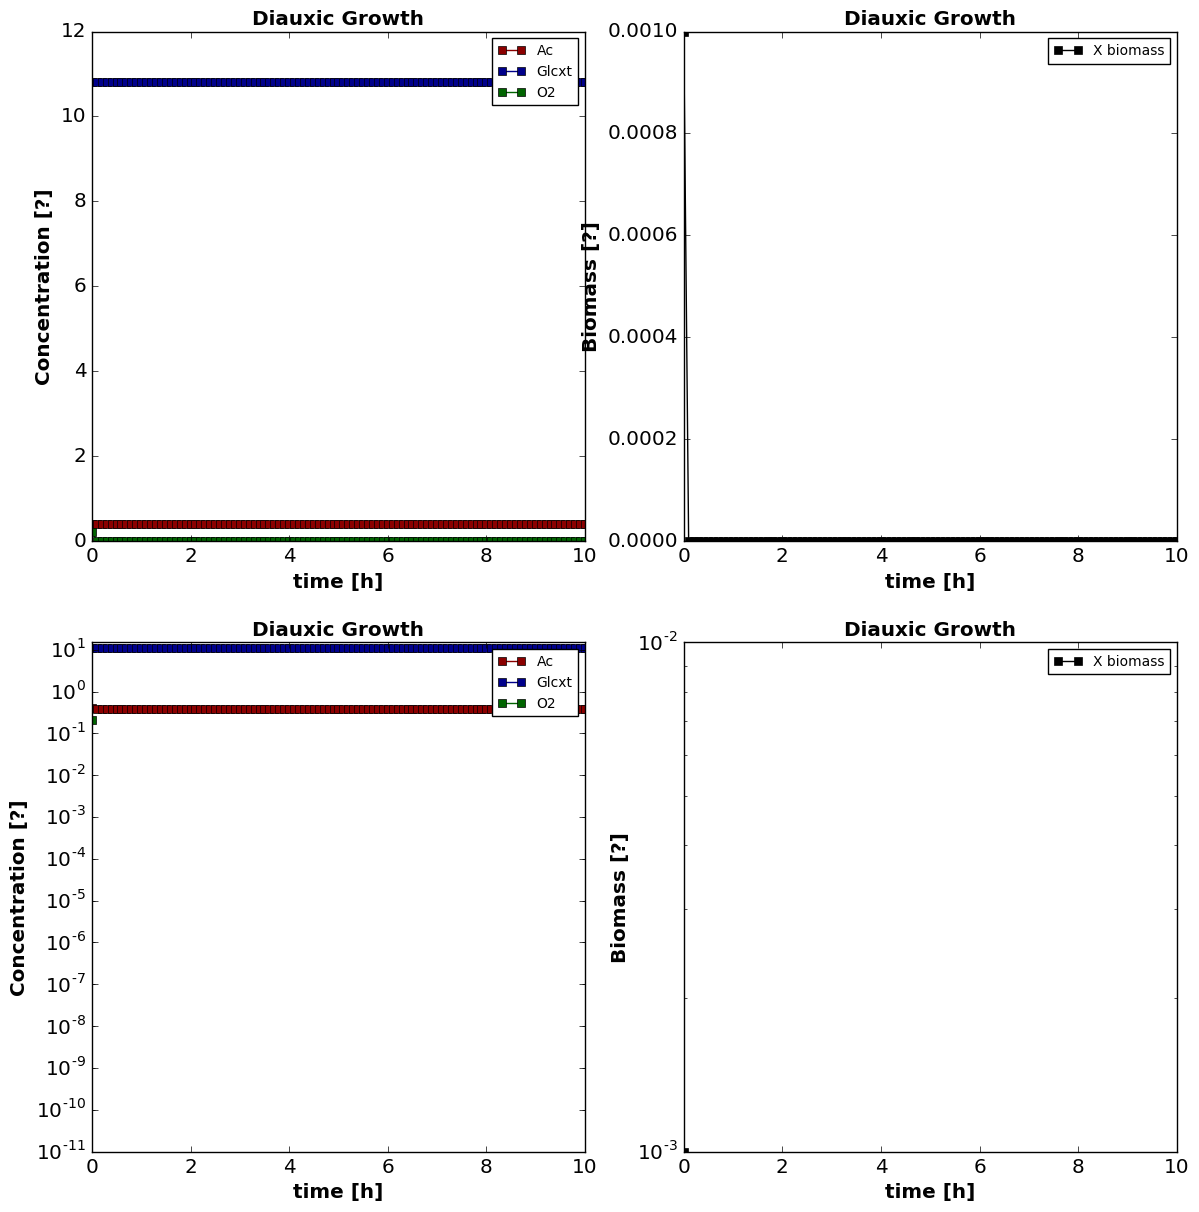 Diauxic Growth
12
10
8
6
4
2
0
Concentration [?]
Ac
Glcxt
O2
0 2 4 6 8 10
time [h]
Diauxic Growth
0.0010
0.0008
0.0006
0.0004
0.0002
0.0000
Biomass [?]
X biomass
0 2 4 6 8 10
time [h]
Diauxic Growth
10^1
10^0
10^-1
10^-2
10^-3
10^-4
10^-5
10^-6
10^-7
10^-8
10^-9
10^-10
10^-11
Concentration [?]
Ac
Glcxt
O2
0 2 4 6 8 10
time [h]
Diauxic Growth
10^-2
10^-3
Biomass [?]
X biomass
0 2 4 6 8 10
time [h]